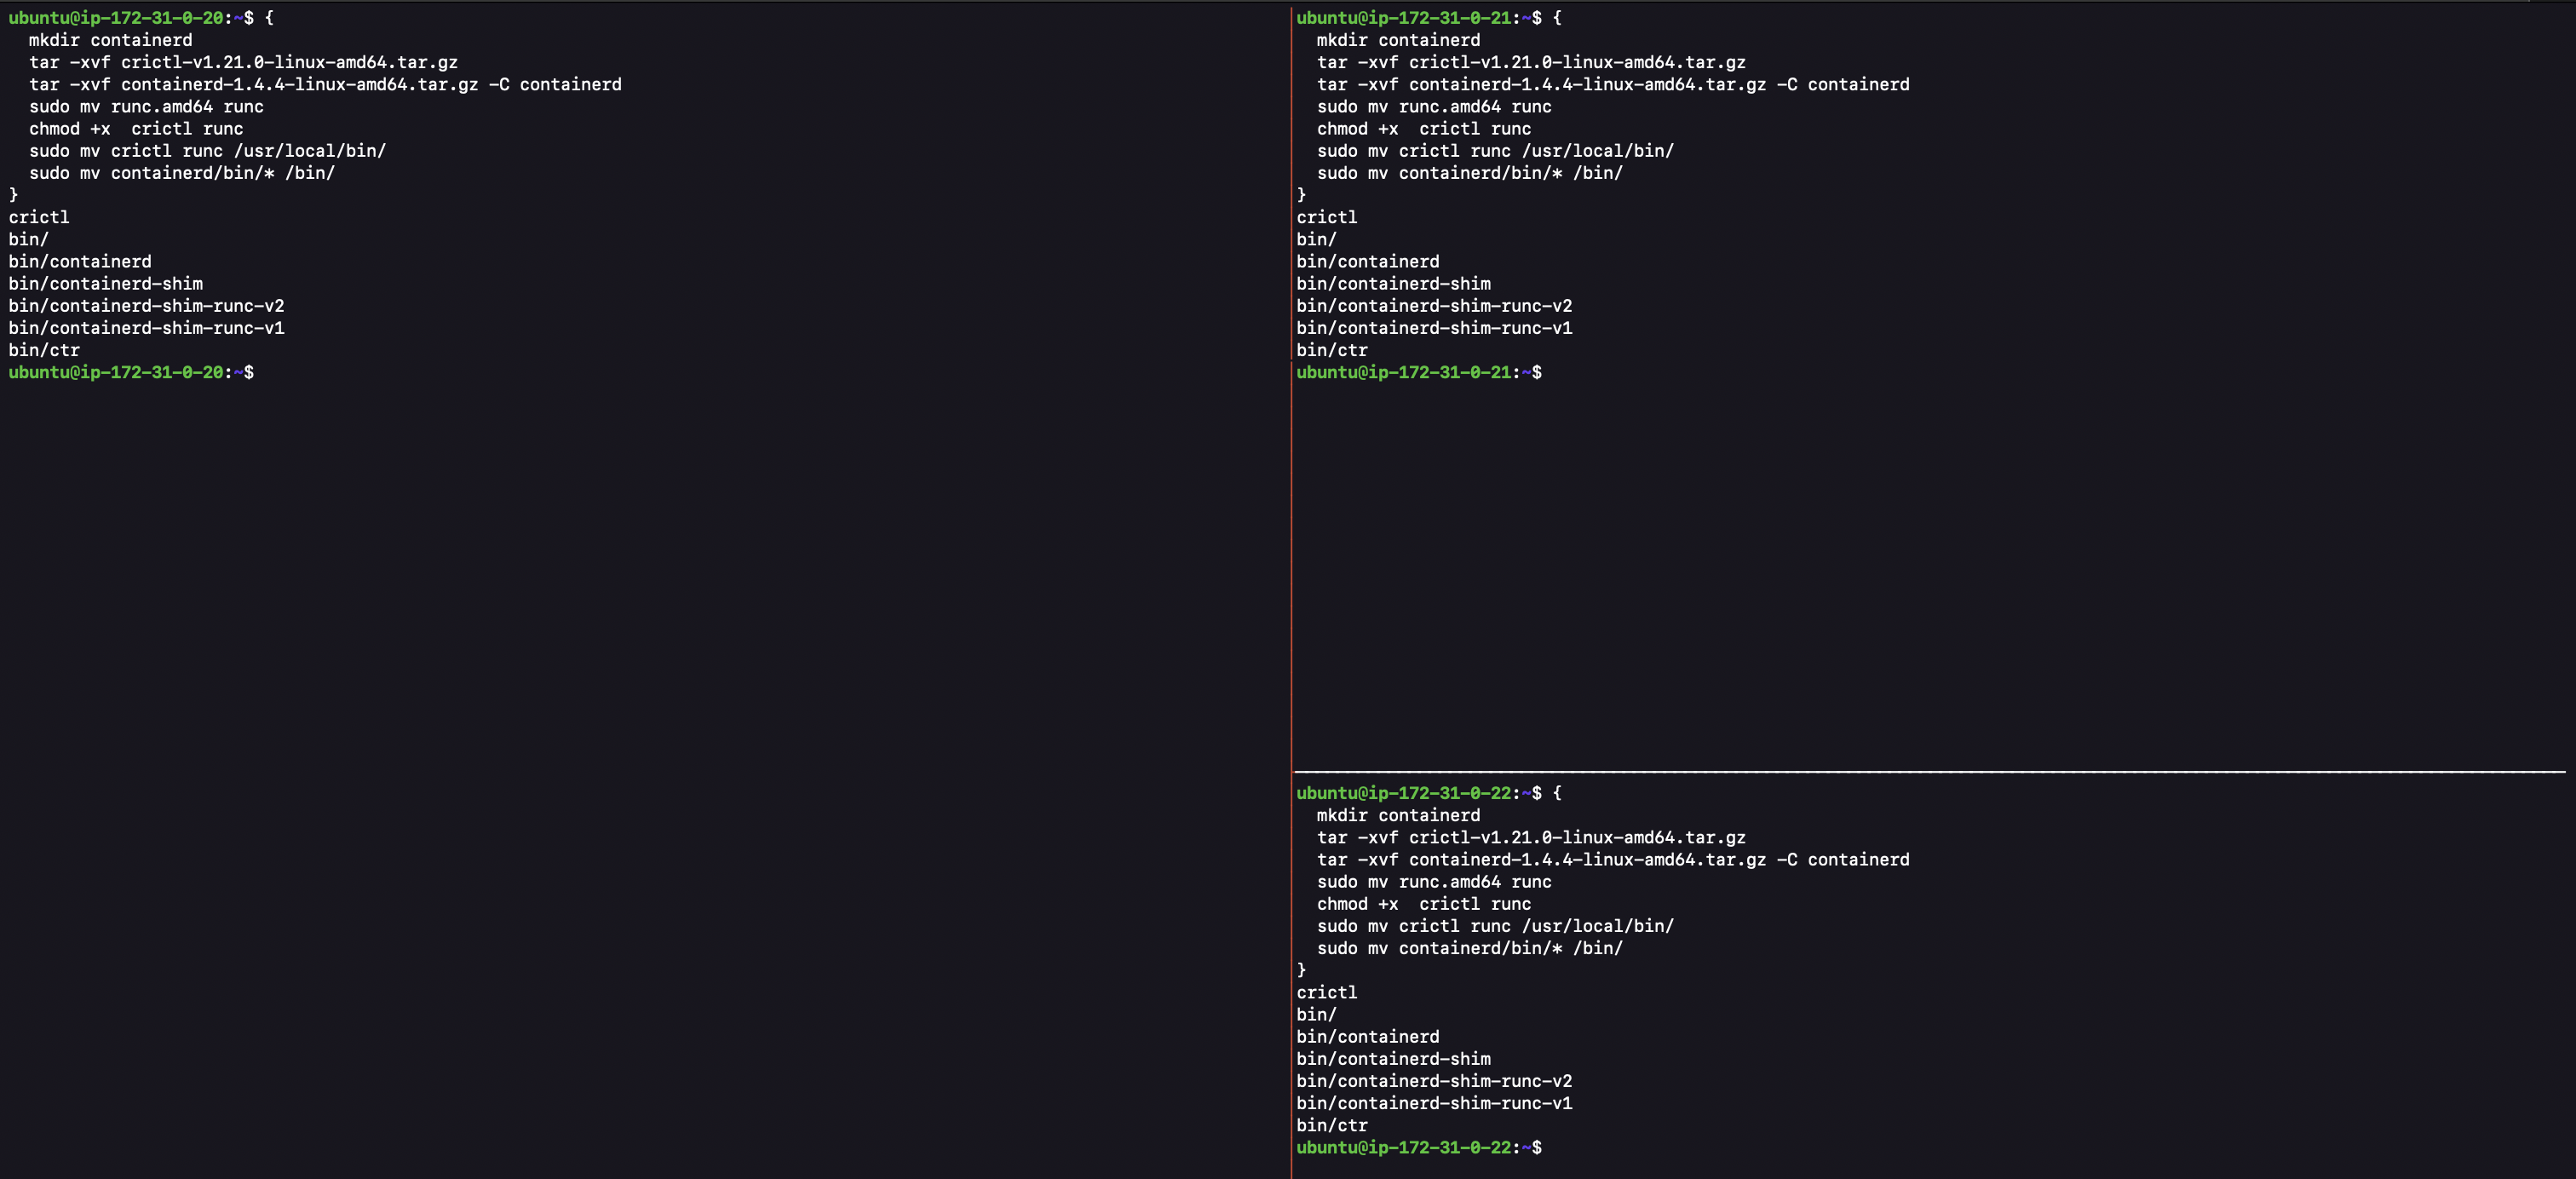 ubuntu@ip-172-31-0-20:~$ {
  mkdir containerd
  tar -xvf crictl-v1.21.0-linux-amd64.tar.gz
  tar -xvf containerd-1.4.4-linux-amd64.tar.gz -C containerd
  sudo mv runc.amd64 runc
  chmod +x  crictl runc
  sudo mv crictl runc /usr/local/bin/
  sudo mv containerd/bin/* /bin/
}
crictl
bin/
bin/containerd
bin/containerd-shim
bin/containerd-shim-runc-v2
bin/containerd-shim-runc-v1
bin/ctr
ubuntu@ip-172-31-0-20:~$
ubuntu@ip-172-31-0-21:~$ {
  mkdir containerd
  tar -xvf crictl-v1.21.0-linux-amd64.tar.gz
  tar -xvf containerd-1.4.4-linux-amd64.tar.gz -C containerd
  sudo mv runc.amd64 runc
  chmod +x  crictl runc
  sudo mv crictl runc /usr/local/bin/
  sudo mv containerd/bin/* /bin/
}
crictl
bin/
bin/containerd
bin/containerd-shim
bin/containerd-shim-runc-v2
bin/containerd-shim-runc-v1
bin/ctr
ubuntu@ip-172-31-0-21:~$
ubuntu@ip-172-31-0-22:~$ {
  mkdir containerd
  tar -xvf crictl-v1.21.0-linux-amd64.tar.gz
  tar -xvf containerd-1.4.4-linux-amd64.tar.gz -C containerd
  sudo mv runc.amd64 runc
  chmod +x  crictl runc
  sudo mv crictl runc /usr/local/bin/
  sudo mv containerd/bin/* /bin/
}
crictl
bin/
bin/containerd
bin/containerd-shim
bin/containerd-shim-runc-v2
bin/containerd-shim-runc-v1
bin/ctr
ubuntu@ip-172-31-0-22:~$